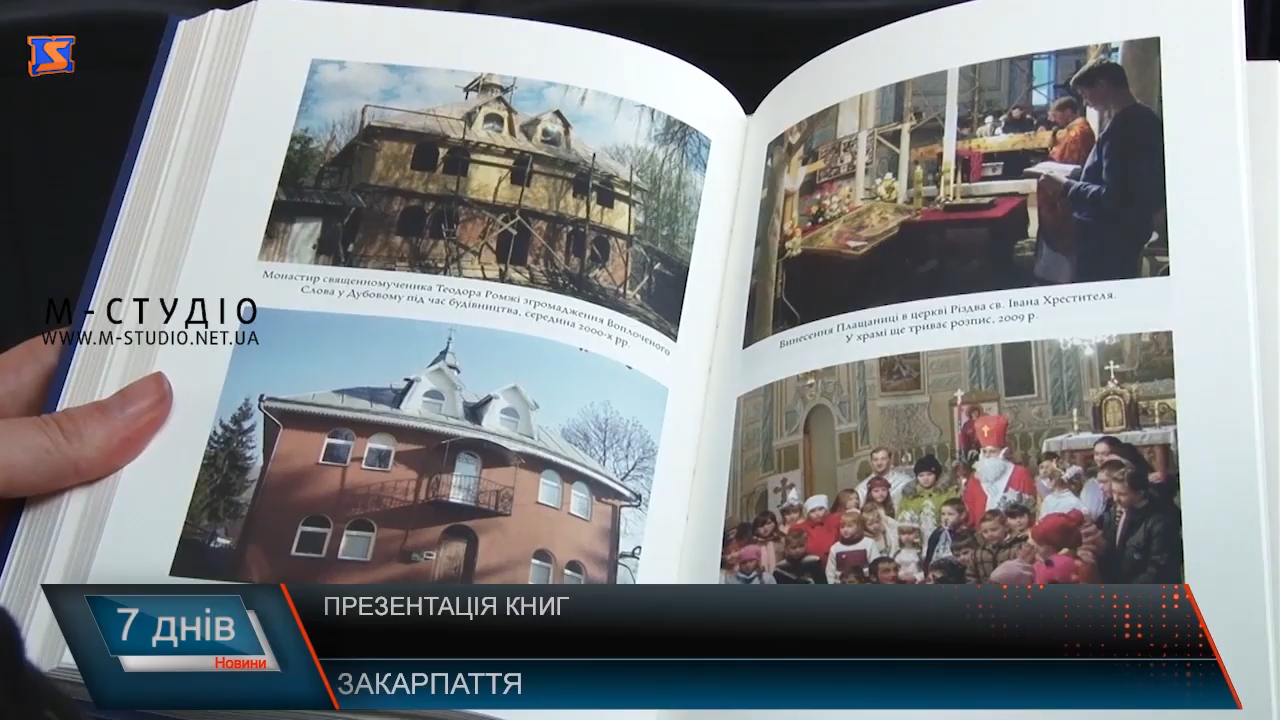 Монастир священномученика Теодора Ромжі згромадження Воплоченого
Слова у Дубовому під час будівництва, середина 2000-х рр.
Винесення Плащаниці в церкві Різдва св. Івана Хрестителя.
У храмі ще триває розпис, 2009 р.
М-СТУДІО
WWW.M-STUDIO.NET.UA
7 днів
Новини
ПРЕЗЕНТАЦІЯ КНИГ
ЗАКАРПАТТЯ